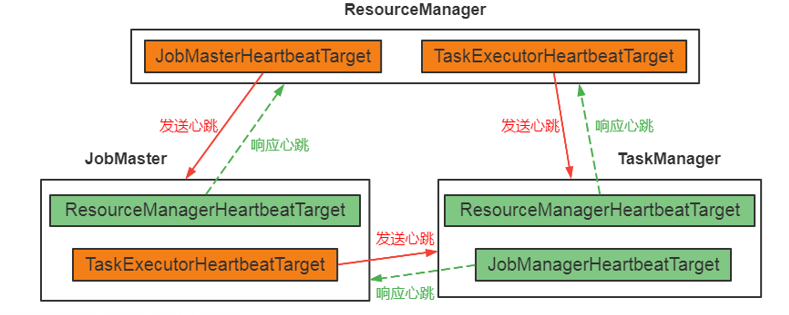 ResourceManager
JobMasterHeartbeatTarget
TaskExecutorHeartbeatTarget
发送心跳
响应心跳
发送心跳
响应心跳
JobMaster
TaskManager
ResourceManagerHeartbeatTarget
ResourceManagerHeartbeatTarget
发送心跳
TaskExecutorHeartbeatTarget
JobManagerHeartbeatTarget
响应心跳